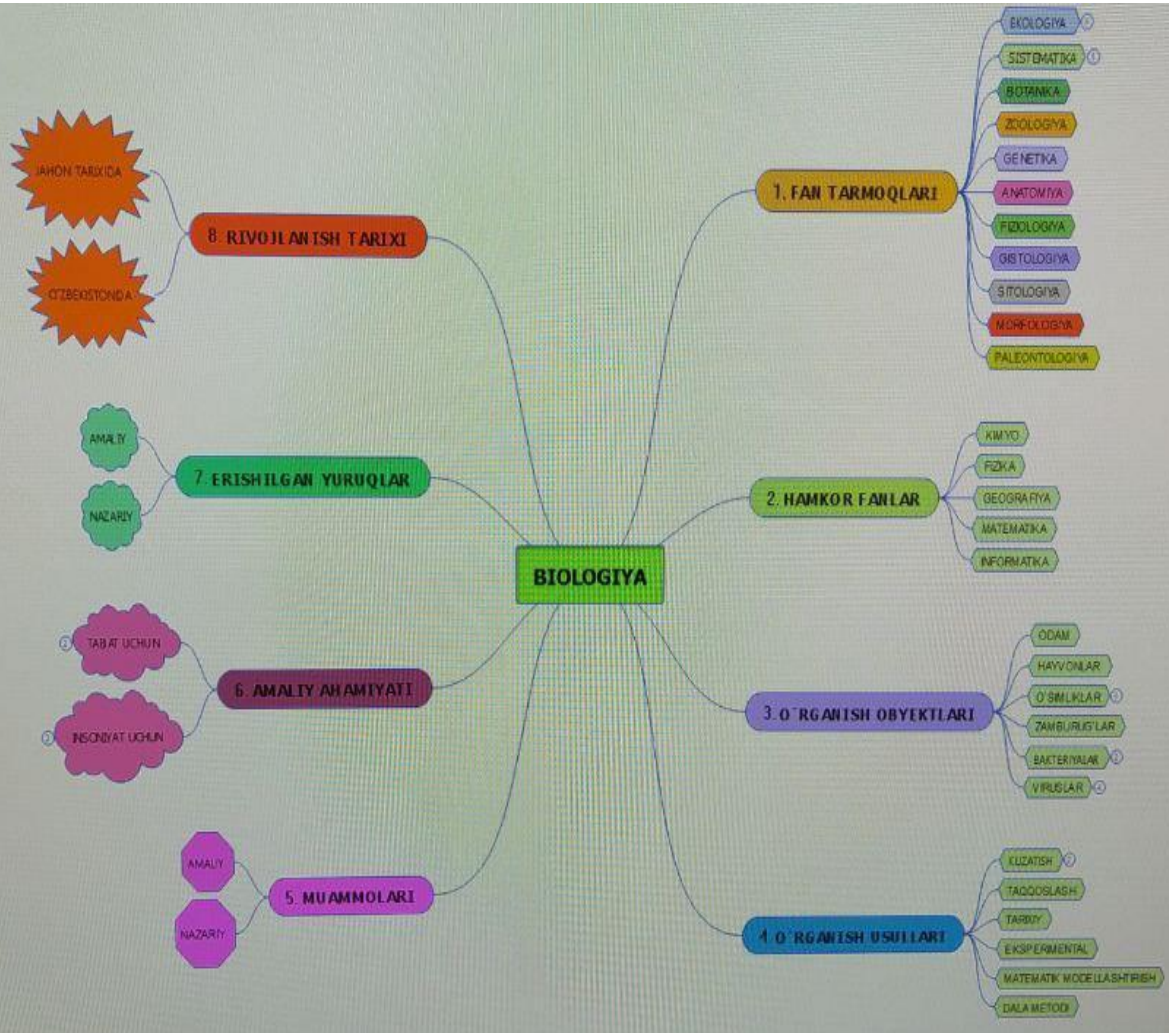 BIOLOGIYA
1. FAN TARMOQLARI
EKOLOGIYA
SISTEMATIKA
BOTANIKA
ZOOLOGIYA
GENETIKA
ANATOMIYA
FIZIOLOGIYA
GISTOLOGIYA
SITOLOGIYA
MORFOLOGIYA
PALEONTOLOGIYA
2. HAMKOR FANLAR
KIMYO
FIZIKA
GEOGRAFIYA
MATEMATIKA
INFORMATIKA
3. O`RGANISH OBYEKTLARI
ODAM
HAYVONLAR
O`SIMLIKLAR
ZAMBURUG'LAR
BAKTERIYALAR
VIRUSLAR
4. O`RGANISH USULLARI
KUZATISH
TAQQOSLASH
TARIXIY
EKSPERIMENTAL
MATEMATIK MODELLASHTIRISH
DALA METODI
5. MUAMMOLARI
AMALIY
NAZARIY
6. AMALIY AHAMIYATI
TABIAT UCHUN
INSONIYAT UCHUN
7. ERISHILGAN YURUQLAR
AMALIY
NAZARIY
8. RIVOJLANISH TARIXI
JAHON TARIXIDA
O'ZBEKISTONDA